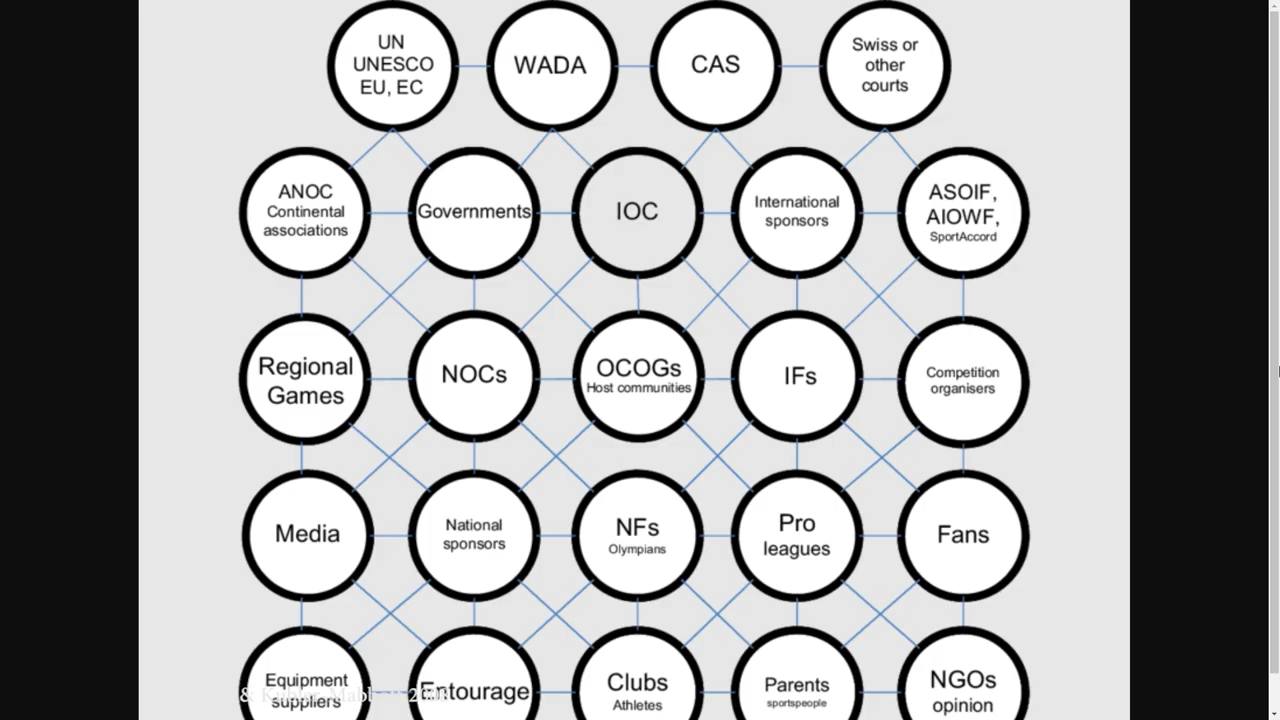 UN
UNESCO
EU, EC
WADA
CAS
Swiss or
other
courts
ANOC
Continental
associations
Governments
IOC
International
sponsors
ASOIF,
AIOWF,
SportAccord
Regional
Games
NOCs
OCOGs
Host communities
IFs
Competition
organisers
Media
National
sponsors
NFs
Olympians
Pro
leagues
Fans
Equipment
suppliers
Entourage
Clubs
Athletes
Parents
sportspeople
NGOs
opinion